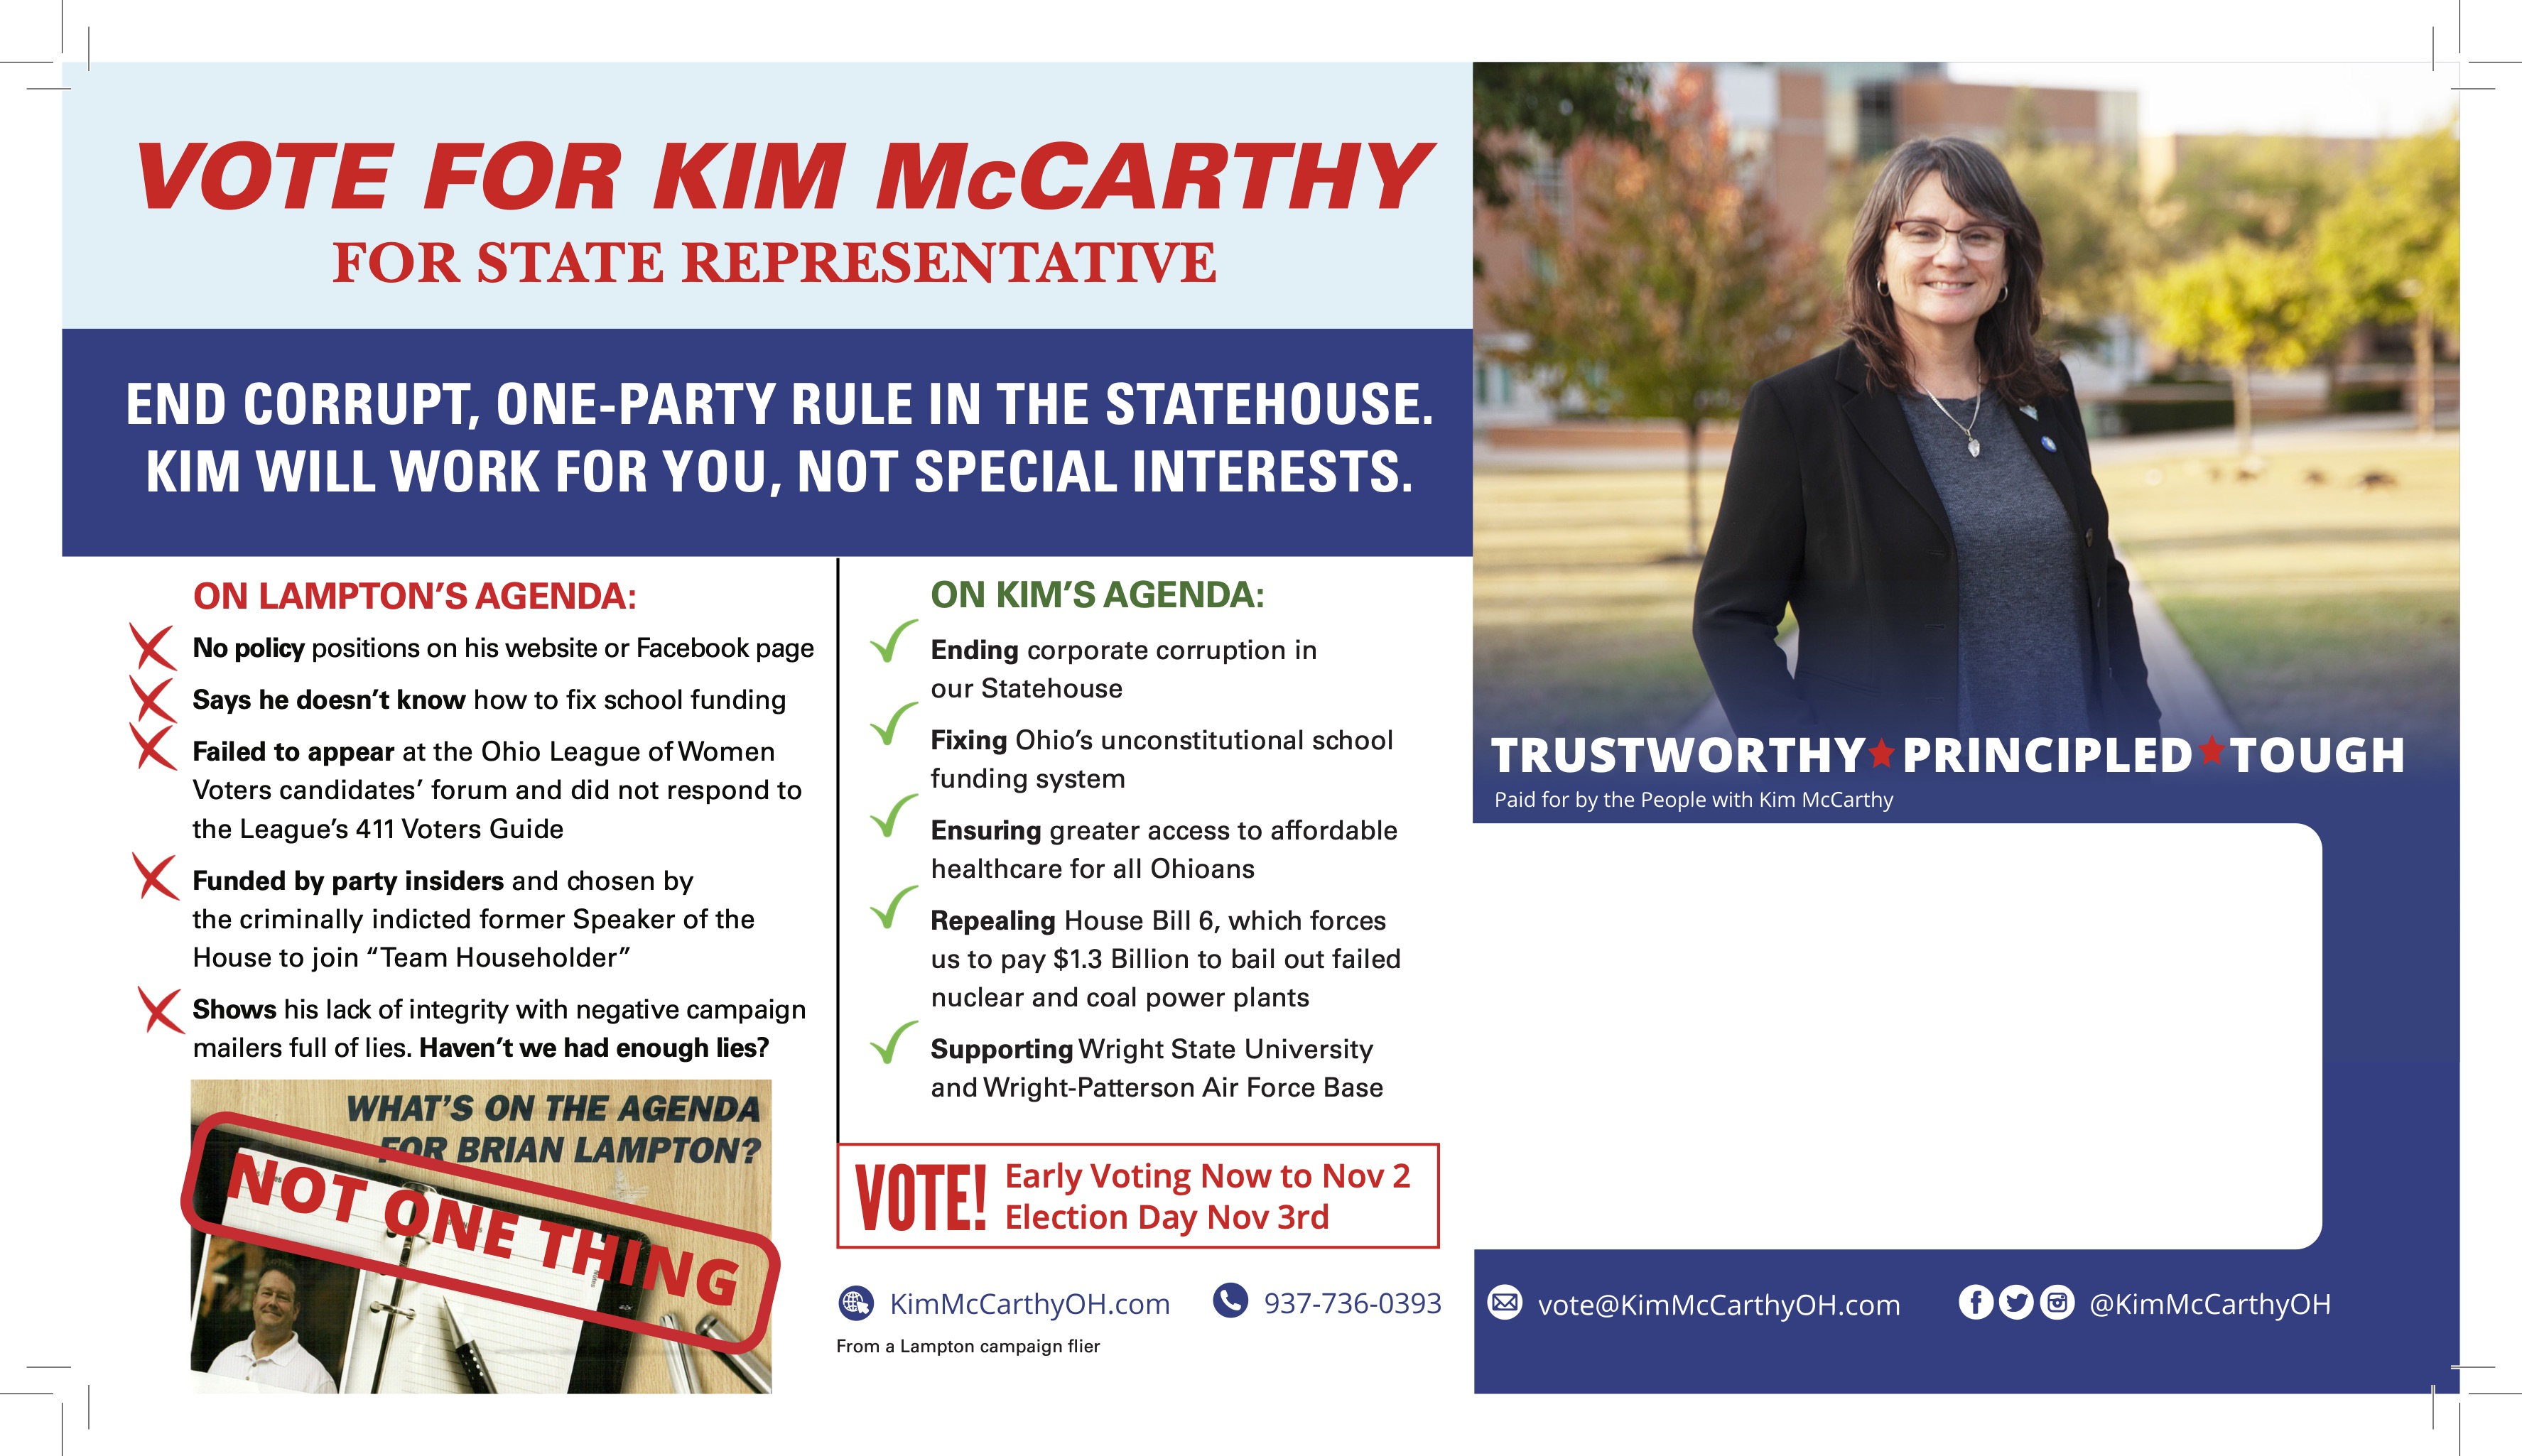 VOTE FOR KIM McCARTHY
FOR STATE REPRESENTATIVE
END CORRUPT, ONE-PARTY RULE IN THE STATEHOUSE.
KIM WILL WORK FOR YOU, NOT SPECIAL INTERESTS.
ON LAMPTON’S AGENDA:
No policy positions on his website or Facebook page
Says he doesn’t know how to fix school funding
Failed to appear at the Ohio League of Women
Voters candidates’ forum and did not respond to
the League’s 411 Voters Guide
Funded by party insiders and chosen by
the criminally indicted former Speaker of the
House to join “Team Householder”
Shows his lack of integrity with negative campaign
mailers full of lies. Haven’t we had enough lies?
WHAT’S ON THE AGENDA
FOR BRIAN LAMPTON?
NOT ONE THING
ON KIM’S AGENDA:
Ending corporate corruption in
our Statehouse
Fixing Ohio’s unconstitutional school
funding system
Ensuring greater access to affordable
healthcare for all Ohioans
Repealing House Bill 6, which forces
us to pay $1.3 Billion to bail out failed
nuclear and coal power plants
Supporting Wright State University
and Wright-Patterson Air Force Base
VOTE!
Early Voting Now to Nov 2
Election Day Nov 3rd
KimMcCarthyOH.com
937-736-0393
From a Lampton campaign flier
TRUSTWORTHY★PRINCIPLED★TOUGH
Paid for by the People with Kim McCarthy
vote@KimMcCarthyOH.com
@KimMcCarthyOH